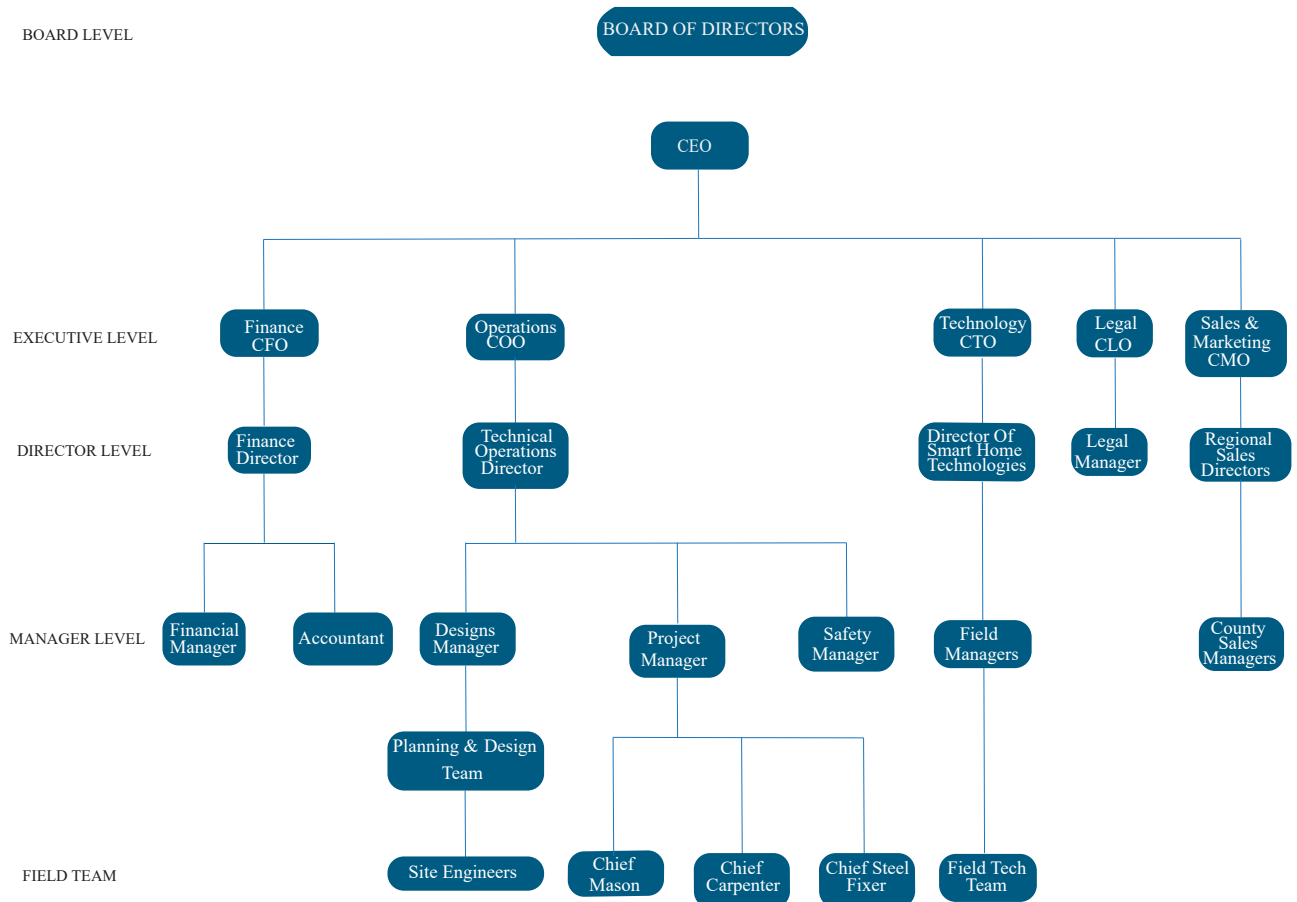 BOARD LEVEL
BOARD OF DIRECTORS
CEO
EXECUTIVE LEVEL
Finance
CFO
Operations
COO
Technology
CTO
Legal
CLO
Sales &
Marketing
CMO
DIRECTOR LEVEL
Finance
Director
Technical
Operations
Director
Director Of
Smart Home
Technologies
Legal
Manager
Regional
Sales
Directors
MANAGER LEVEL
Financial
Manager
Accountant
Designs
Manager
Project
Manager
Safety
Manager
Field
Managers
County
Sales
Managers
Planning & Design
Team
FIELD TEAM
Site Engineers
Chief
Mason
Chief
Carpenter
Chief Steel
Fixer
Field Tech
Team